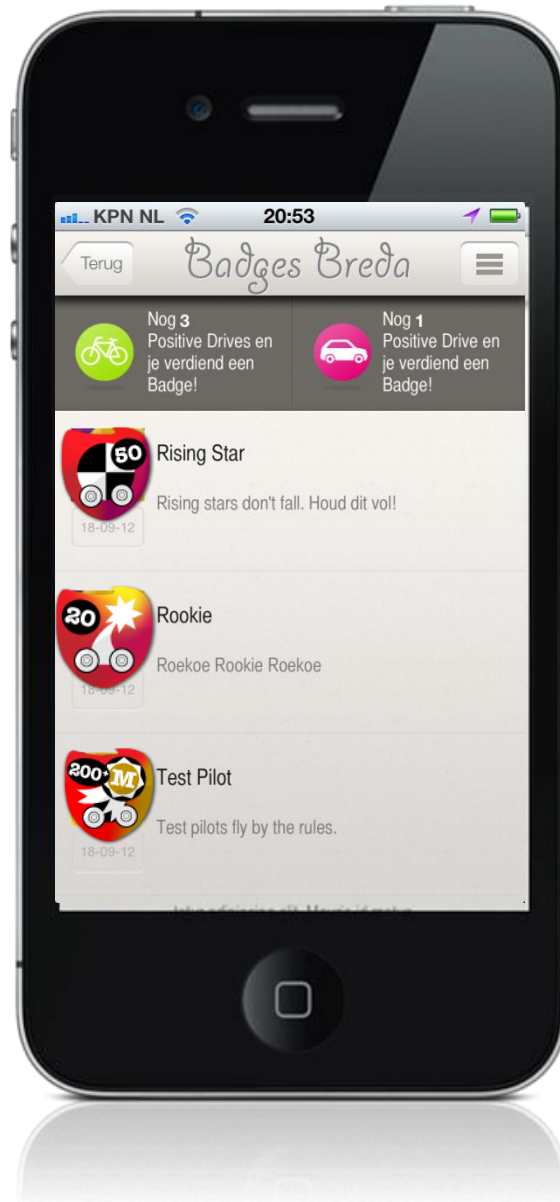 KPN NL 20:53
Terug Badges Breda
Nog 3
Positive Drives en
je verdiend een
Badge!
Nog 1
Positive Drive en
je verdiend een
Badge!
50
Rising Star
Rising stars don't fall. Houd dit vol!
18-09-12
20
Rookie
Roekoe Rookie Roekoe
18-09-12
200+ M
Test Pilot
Test pilots fly by the rules.
18-09-12